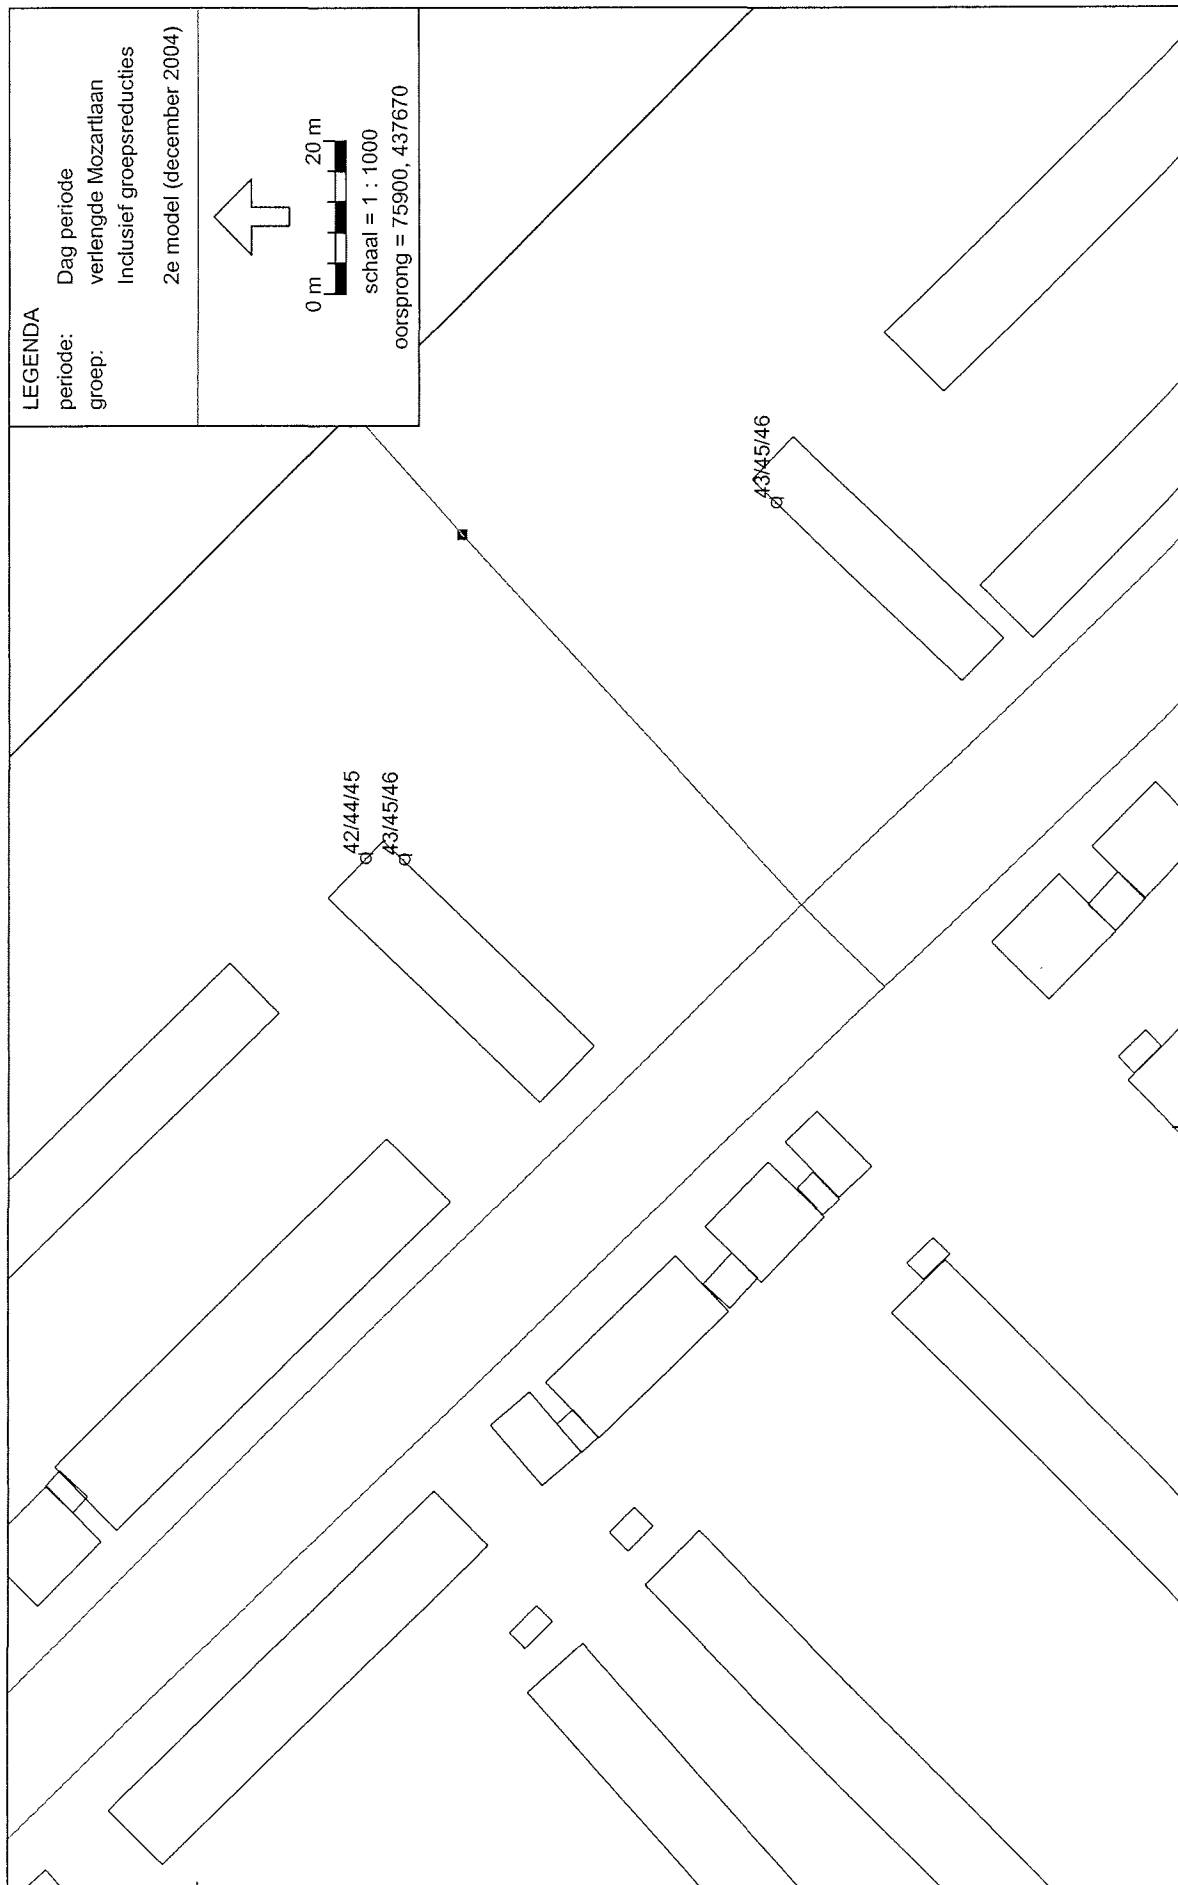 LEGENDA
periode: Dag periode
groep: verlengde Mozartlaan
Inclusief groepsreducties
2e model (december 2004)
0 m 20 m
schaal = 1 : 1000
oorsprong = 75900, 437670
42/44/45
43/45/46
43/45/46